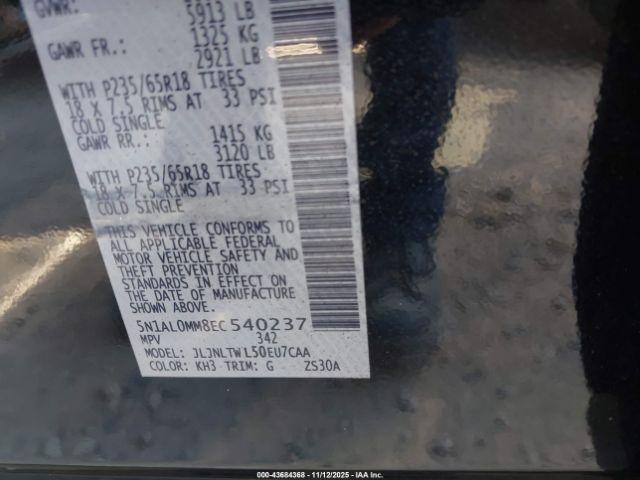 GVWR: 5913 LB
GAWR FR.: 1325 KG
2921 LB
WITH P235/65R18 TIRES
18 X 7.5 RIMS AT 33 PSI
COLD SINGLE
GAWR RR.: 1415 KG
3120 LB
WITH P235/65R18 TIRES
18 X 7.5 RIMS AT 33 PSI
COLD SINGLE
THIS VEHICLE CONFORMS TO
ALL APPLICABLE FEDERAL
MOTOR VEHICLE SAFETY AND
THEFT PREVENTION
STANDARDS IN EFFECT ON
THE DATE OF MANUFACTURE
SHOWN ABOVE.
5N1AL0MM8EC540237
MPV 342
MODEL: JLJNLTWL50EU7CAA
COLOR: KH3 TRIM: G ZS30A
000-43684368 - 11/12/2025 - IAA Inc.